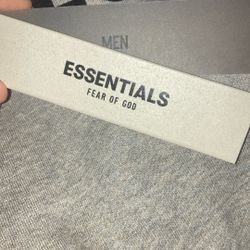 MEN
ESSENTIALS
FEAR OF GOD